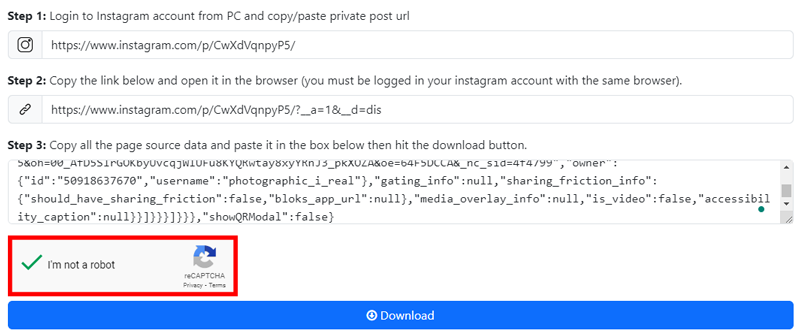 Step 1: Login to Instagram account from PC and copy/paste private post url
https://www.instagram.com/p/CwXdVqnpyP5/
Step 2: Copy the link below and open it in the browser (you must be logged in your instagram account with the same browser).
https://www.instagram.com/p/CwXdVqnpyP5/?__a=1&__d=dis
Step 3: Copy all the page source data and paste it in the box below then hit the download button.
{"id":"50918637670","username":"photographic_i_real"},"gating_info":null,"sharing_friction_info":
{"should_have_sharing_friction":false,"bloks_app_url":null},"media_overlay_info":null,"is_video":false,"accessibil
ity_caption":null}}]}}}]}}},"showQRModal":false}
I'm not a robot
reCAPTCHA
Privacy - Terms
Download